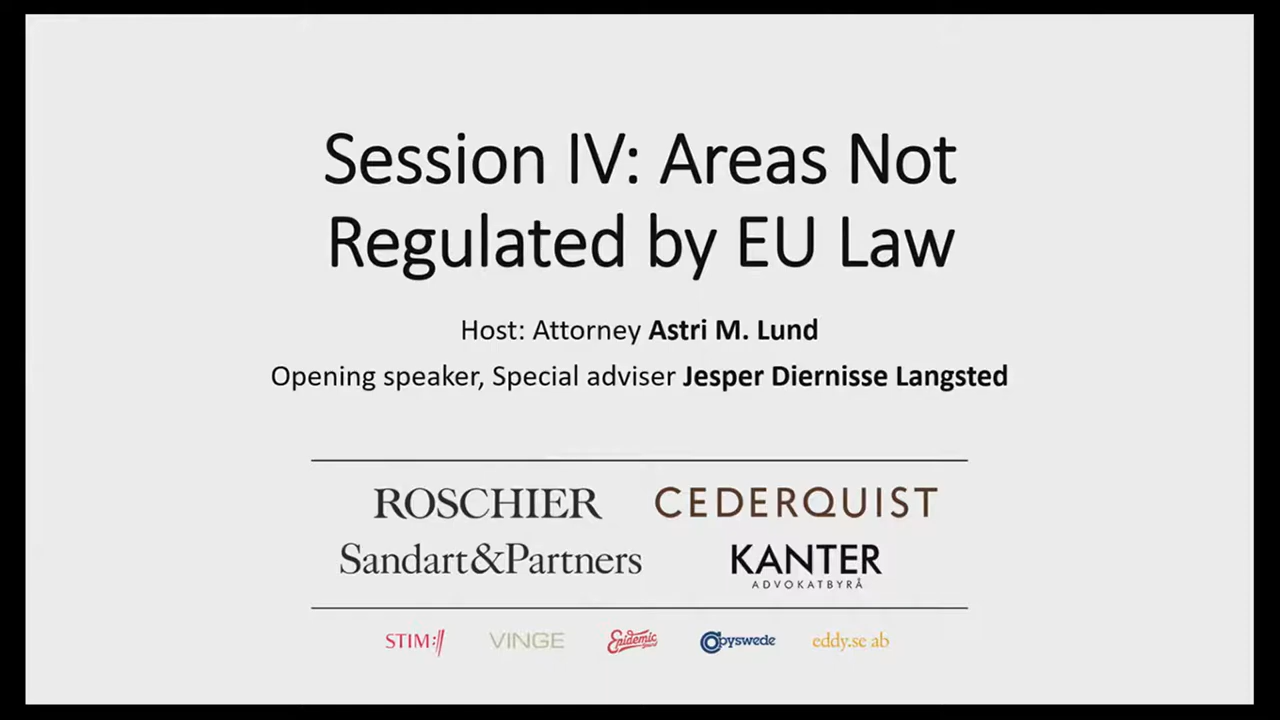 Session IV: Areas Not
Regulated by EU Law
Host: Attorney Astri M. Lund
Opening speaker, Special adviser Jesper Diernisse Langsted
ROSCHIER CEDERQUIST
Sandart&Partners KANTER
ADVOKATBYRÅ
STIM:// VINGE Epidemic Sound Copyswede eddy.se ab